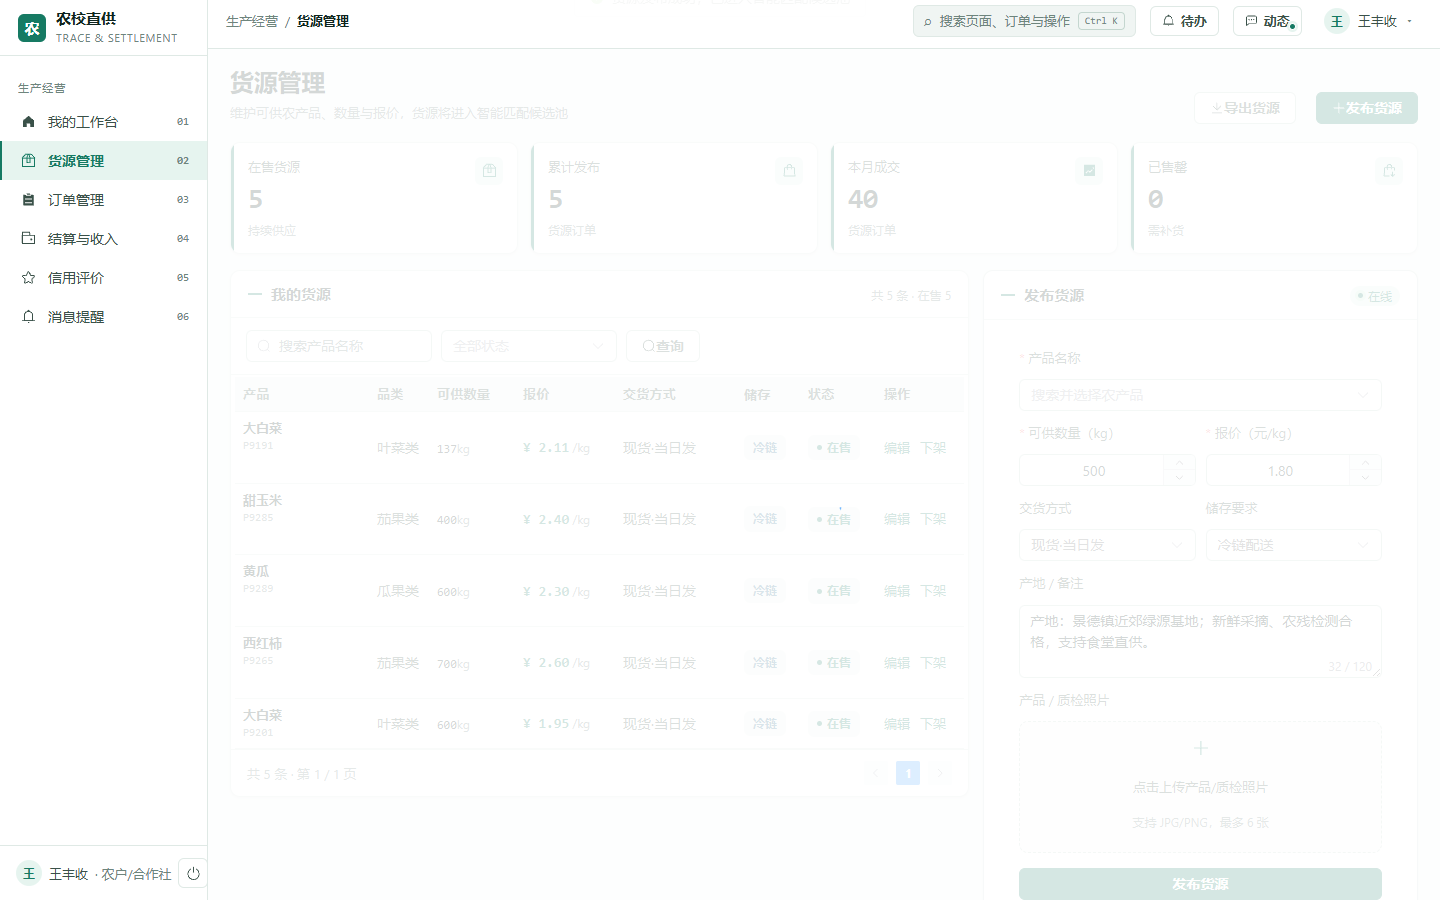 农校直供
TRACE & SETTLEMENT
生产经营 / 货源管理
搜索页面、订单与操作 Ctrl K
待办
动态
王 王丰收
生产经营
我的工作台 01
货源管理 02
订单管理 03
结算与收入 04
信用评价 05
消息提醒 06
王 王丰收 · 农户/合作社
货源管理
维护可供农产品、数量与报价，货源将进入智能匹配候选池
导出货源
发布货源
在售货源
5
持续供应
累计发布
5
货源订单
本月成交
40
货源订单
已售罄
0
需补货
我的货源
共 5 条 · 在售 5
搜索产品名称
全部状态
查询
产品 品类 可供数量 报价 交货方式 储存 状态 操作
大白菜
P9191
叶菜类 137kg ¥ 2.11 /kg 现货·当日发 冷链 在售 编辑 下架
甜玉米
P9285
茄果类 400kg ¥ 2.40 /kg 现货·当日发 冷链 在售 编辑 下架
黄瓜
P9289
瓜果类 600kg ¥ 2.30 /kg 现货·当日发 冷链 在售 编辑 下架
西红柿
P9265
茄果类 700kg ¥ 2.60 /kg 现货·当日发 冷链 在售 编辑 下架
大白菜
P9201
叶菜类 600kg ¥ 1.95 /kg 现货·当日发 冷链 在售 编辑 下架
共 5 条 · 第 1 / 1 页
1
发布货源
在线
* 产品名称
搜索并选择农产品
* 可供数量（kg）
500
* 报价（元/kg）
1.80
交货方式
现货·当日发
储存要求
冷链配送
产地 / 备注
产地：景德镇近郊绿源基地；新鲜采摘、农残检测合
格，支持食堂直供。
32 / 120
产品 / 质检照片
点击上传产品/质检照片
支持 JPG/PNG，最多 6 张
发布货源